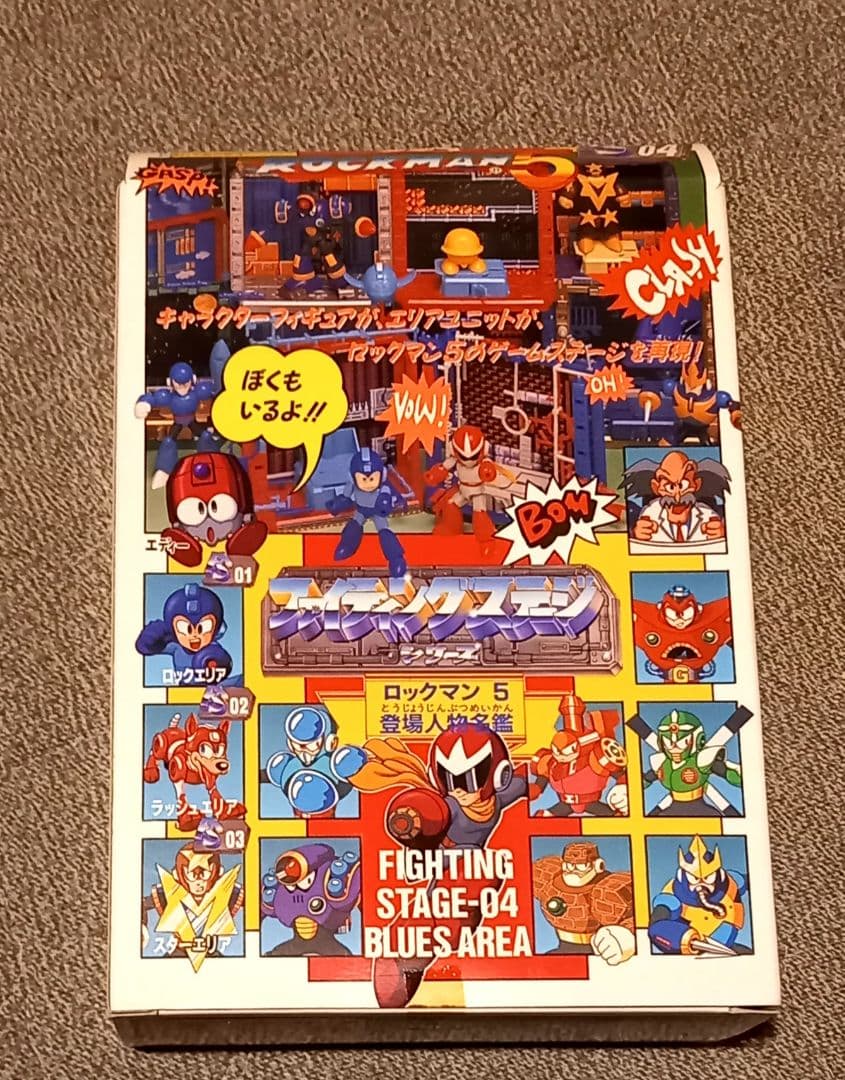 GASP!
ROCKMAN 5
S 04
キャラクターフィギュアが、エリアユニットが、
ロックマン5のゲームステージを再現!
ぼくも
いるよ!!
VOW!
OH!
BOM
エディー
S 01
ファイティングステージ
シリーズ
ロックエリア
ロックマン 5
とうじょうじんぶつめいかん
登場人物名鑑
S 02
ラッシュエリア
S 03
FIGHTING
STAGE-04
BLUES AREA
スターエリア